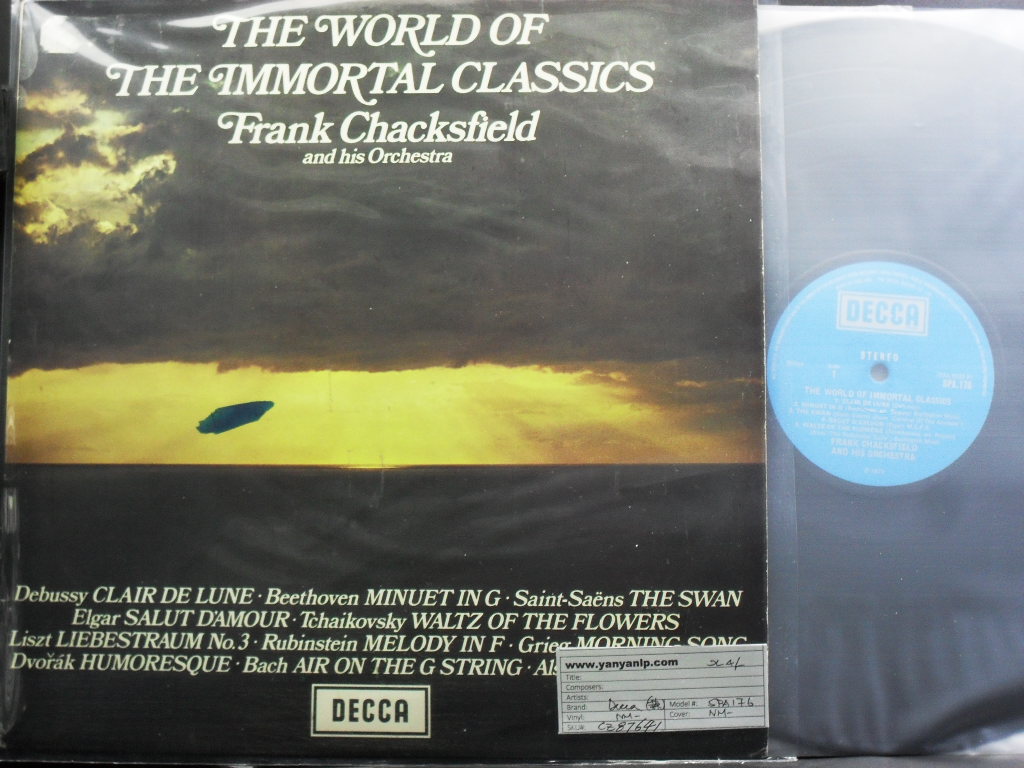 THE WORLD OF
THE IMMORTAL CLASSICS
Frank Chacksfield
and his Orchestra
Debussy CLAIR DE LUNE · Beethoven MINUET IN G · Saint-Saëns THE SWAN
Elgar SALUT D'AMOUR · Tchaikovsky WALTZ OF THE FLOWERS
Liszt LIEBESTRAUM No. 3 · Rubinstein MELODY IN F · Grieg MORNING SONG
Dvořák HUMORESQUE · Bach AIR ON THE G STRING ·
DECCA
www.yanyanlp.com
Title:
Composers:
Artists:
Brand: Decca Model #: SPA176
Vinyl: NM- Cover: NM-
SKU#: CZ87641
DECCA
STEREO
SPA.176
THE WORLD OF IMMORTAL CLASSICS
FRANK CHACKSFIELD
AND HIS ORCHESTRA